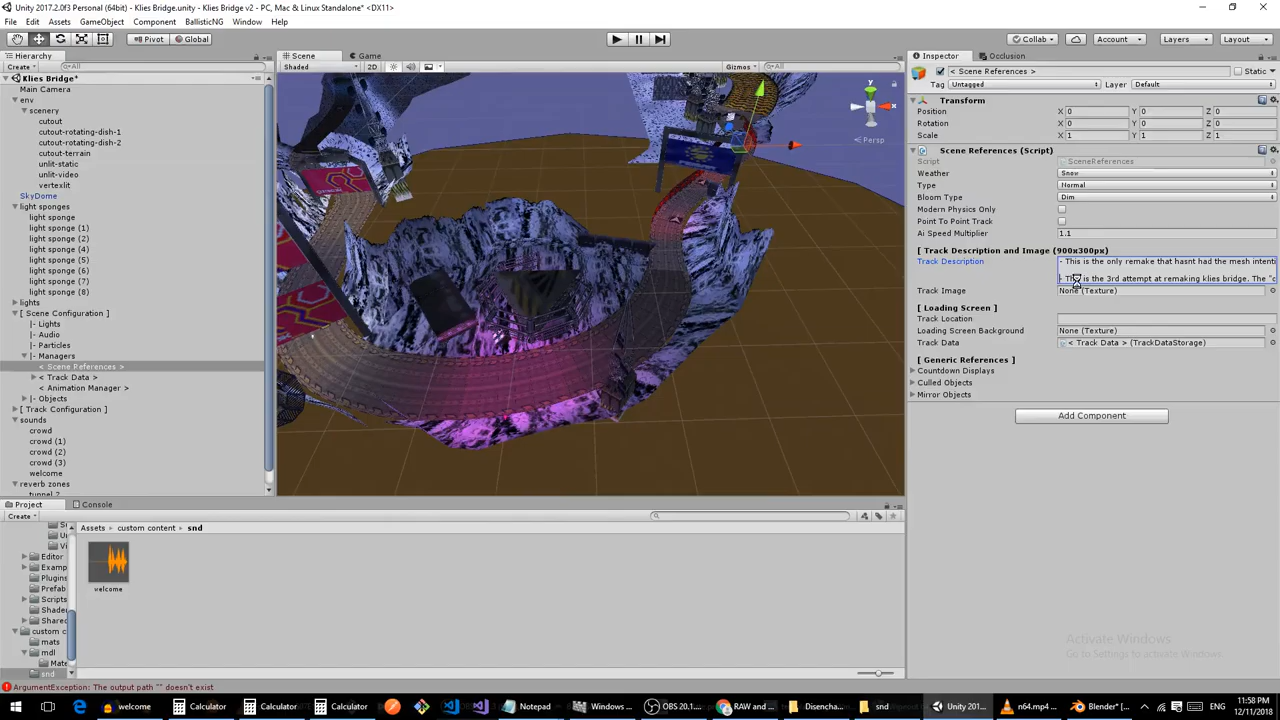 Unity 2017.2.0f3 Personal (64bit) - Klies Bridge.unity - Klies Bridge v2 - PC, Mac & Linux Standalone* <DX11>
File Edit Assets GameObject Component BallisticNG Window Help
Pivot Global Collab Account Layers Layout
Hierarchy Scene Game Inspector Occlusion
Create All Shaded 2D Gizmos All
< Scene References > Static
Klies Bridge*
Tag Untagged Layer Default
Main Camera
env
scenery
cutout
cutout-rotating-dish-1
cutout-rotating-dish-2
cutout-terrain
unlit-static
unlit-video
vertexlit
SkyDome
light sponges
light sponge
light sponge (1)
light sponge (2)
light sponge (4)
light sponge (5)
light sponge (6)
light sponge (7)
light sponge (8)
lights
[ Scene Configuration ]
|- Lights
|- Audio
|- Particles
|- Managers
< Scene References >
< Track Data >
< Animation Manager >
|- Objects
[ Track Configuration ]
sounds
crowd
crowd (1)
crowd (2)
crowd (3)
welcome
reverb zones
tunnel 2
y
x
Persp
Transform
Position X 0 Y 0 Z 0
Rotation X 0 Y 0 Z 0
Scale X 1 Y 1 Z 1
Scene References (Script)
Script SceneReferences
Weather Snow
Type Normal
Bloom Type Dim
Modern Physics Only
Point To Point Track
Ai Speed Multiplier 1.1
[ Track Description and Image (900x300px)
Track Description - This is the only remake that hasnt had the mesh intenti
is the 3rd attempt at remaking klies bridge. The "c
Track Image None (Texture)
[ Loading Screen ]
Track Location
Loading Screen Background None (Texture)
Track Data < Track Data > (TrackDataStorage)
[ Generic References ]
Countdown Displays
Culled Objects
Mirror Objects
Add Component
Project Console
Create
Assets custom content snd
Editor
Examp
Plugins
Prefab
Scripts
Shader
Shared
custom c
mats
mdl
Mate
snd
welcome
Activate Windows
Go to Settings to activate Windows.
ArgumentException: The output path "" doesn't exist
welcome Calculator Calculator Calculator Notepad Windows ... OBS 20.1... RAW and ... Disencha... snd Unity 201... n64.mp4 ... Blender* ... 11:58 PM
12/11/2018